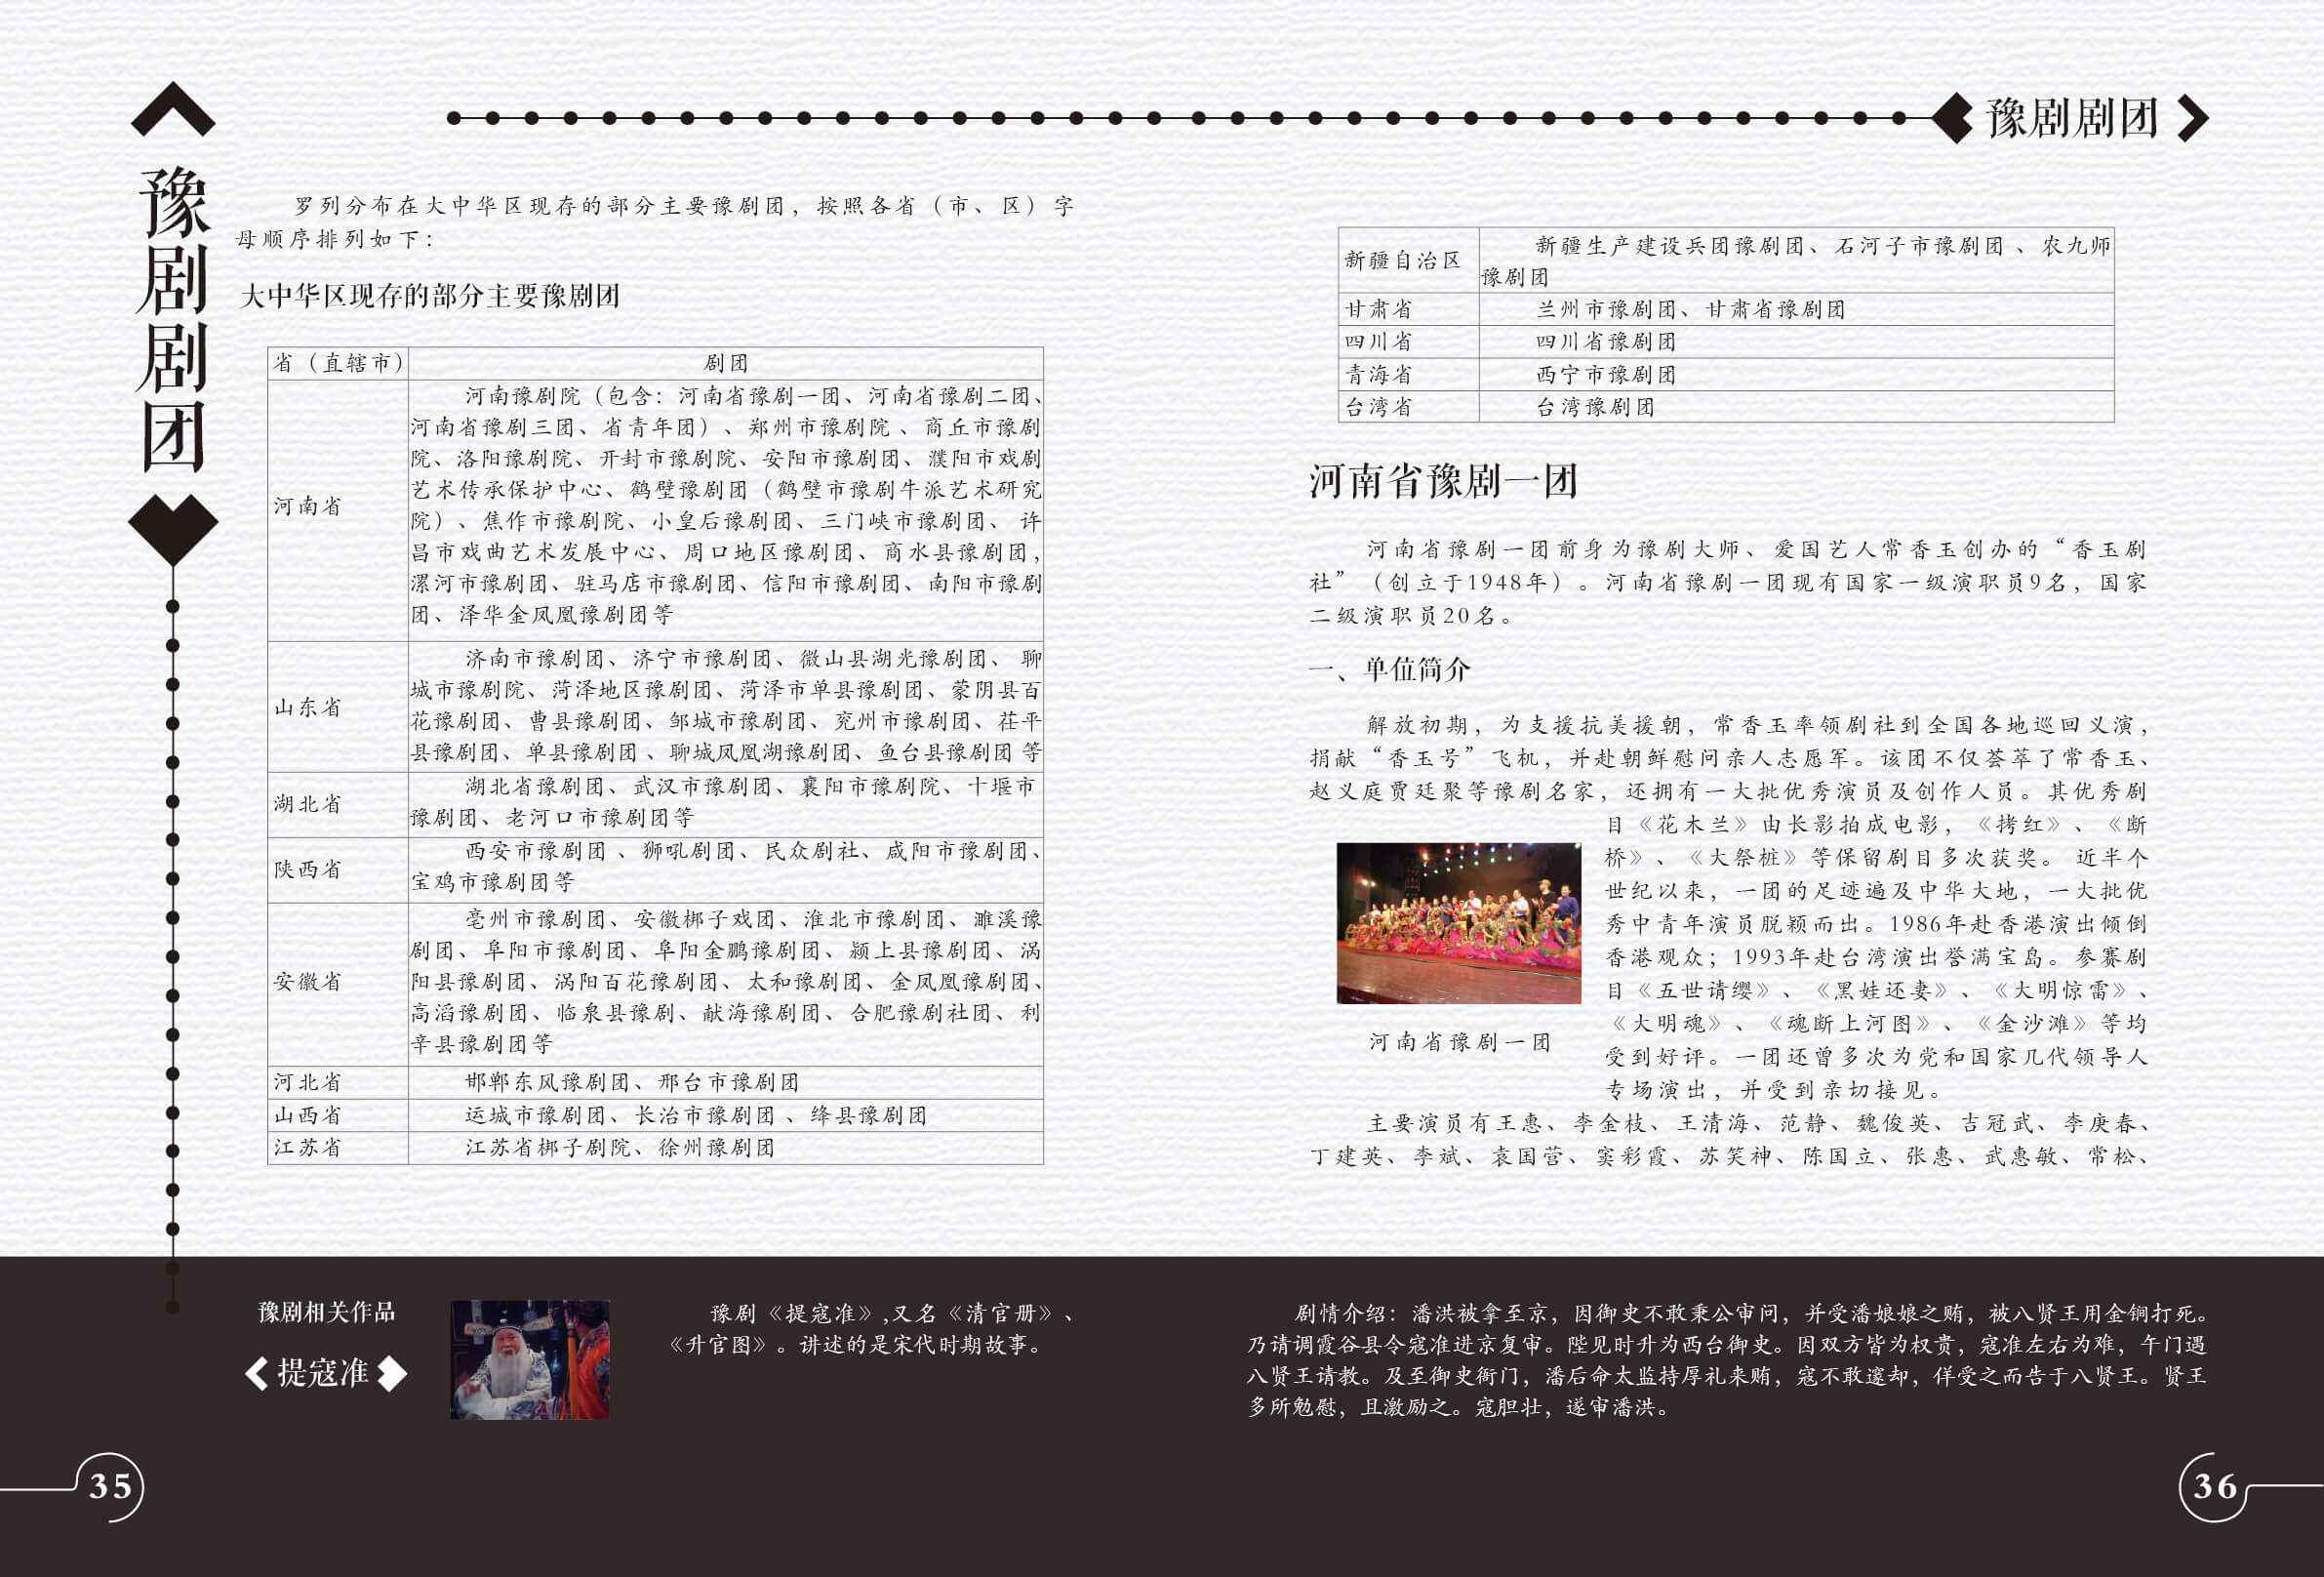 豫剧剧团
罗列分布在大中华区现存的部分主要豫剧团，按照各省（市、区）字
母顺序排列如下：
大中华区现存的部分主要豫剧团
省（直辖市） 剧团
河南省
河南豫剧院（包含：河南省豫剧一团、河南省豫剧二团、
河南省豫剧三团、省青年团）、郑州市豫剧院、商丘市豫剧
院、洛阳豫剧院、开封市豫剧院、安阳市豫剧团、濮阳市戏剧
艺术传承保护中心、鹤壁豫剧团（鹤壁市豫剧牛派艺术研究
院）、焦作市豫剧院、小皇后豫剧团、三门峡市豫剧团、 许
昌市戏曲艺术发展中心、周口地区豫剧团、商水县豫剧团，
漯河市豫剧团、驻马店市豫剧团、信阳市豫剧团、南阳市豫剧
团、泽华金凤凰豫剧团等
山东省
济南市豫剧团、济宁市豫剧团、微山县湖光豫剧团、 聊
城市豫剧院、菏泽地区豫剧团、菏泽市单县豫剧团、蒙阴县百
花豫剧团、曹县豫剧团、邹城市豫剧团、兖州市豫剧团、茌平
县豫剧团、单县豫剧团、聊城凤凰湖豫剧团、鱼台县豫剧团 等
湖北省
湖北省豫剧团、武汉市豫剧团、襄阳市豫剧院、十堰市
豫剧团、老河口市豫剧团等
陕西省
西安市豫剧团、狮吼剧团、民众剧社、咸阳市豫剧团、
宝鸡市豫剧团等
安徽省
亳州市豫剧团、安徽梆子戏团、淮北市豫剧团、濉溪豫
剧团、阜阳市豫剧团、阜阳金鹏豫剧团、颍上县豫剧团、涡
阳县豫剧团、涡阳百花豫剧团、太和豫剧团、金凤凰豫剧团、
高滔豫剧团、临泉县豫剧、献海豫剧团、合肥豫剧社团、利
辛县豫剧团等
河北省 邯郸东风豫剧团、邢台市豫剧团
山西省 运城市豫剧团、长治市豫剧团、绛县豫剧团
江苏省 江苏省梆子剧院、徐州豫剧团
豫剧相关作品
提寇准
豫剧《提寇准》,又名《清官册》、
《升官图》。讲述的是宋代时期故事。
35
豫剧剧团
新疆自治区
新疆生产建设兵团豫剧团、石河子市豫剧团、农九师
豫剧团
甘肃省 兰州市豫剧团、甘肃省豫剧团
四川省 四川省豫剧团
青海省 西宁市豫剧团
台湾省 台湾豫剧团
河南省豫剧一团
河南省豫剧一团前身为豫剧大师、爱国艺人常香玉创办的“香玉剧
社”（创立于1948年）。河南省豫剧一团现有国家一级演职员9名，国家
二级演职员20名。
一、单位简介
解放初期，为支援抗美援朝，常香玉率领剧社到全国各地巡回义演，
捐献“香玉号”飞机，并赴朝鲜慰问亲人志愿军。该团不仅荟萃了常香玉、
赵义庭贾廷聚等豫剧名家，还拥有一大批优秀演员及创作人员。其优秀剧
目《花木兰》由长影拍成电影，《拷红》、《断
桥》、《大祭桩》等保留剧目多次获奖。 近半个
世纪以来，一团的足迹遍及中华大地，一大批优
秀中青年演员脱颖而出。1986年赴香港演出倾倒
香港观众；1993年赴台湾演出誉满宝岛。参赛剧
目《五世请缨》、《黑娃还妻》、《大明惊雷》、
《大明魂》、《魂断上河图》、《金沙滩》等均
受到好评。一团还曾多次为党和国家几代领导人
专场演出，并受到亲切接见。
河南省豫剧一团
主要演员有王惠、李金枝、王清海、范静、魏俊英、吉冠武、李庚春、
丁建英、李斌、袁国营、窦彩霞、苏笑神、陈国立、张惠、武惠敏、常松、
剧情介绍：潘洪被拿至京，因御史不敢秉公审问，并受潘娘娘之贿，被八贤王用金锏打死。
乃请调霞谷县令寇准进京复审。陛见时升为西台御史。因双方皆为权贵，寇准左右为难，午门遇
八贤王请教。及至御史衙门，潘后命太监持厚礼来贿，寇不敢遽却，佯受之而告于八贤王。贤王
多所勉慰，且激励之。寇胆壮，遂审潘洪。
36